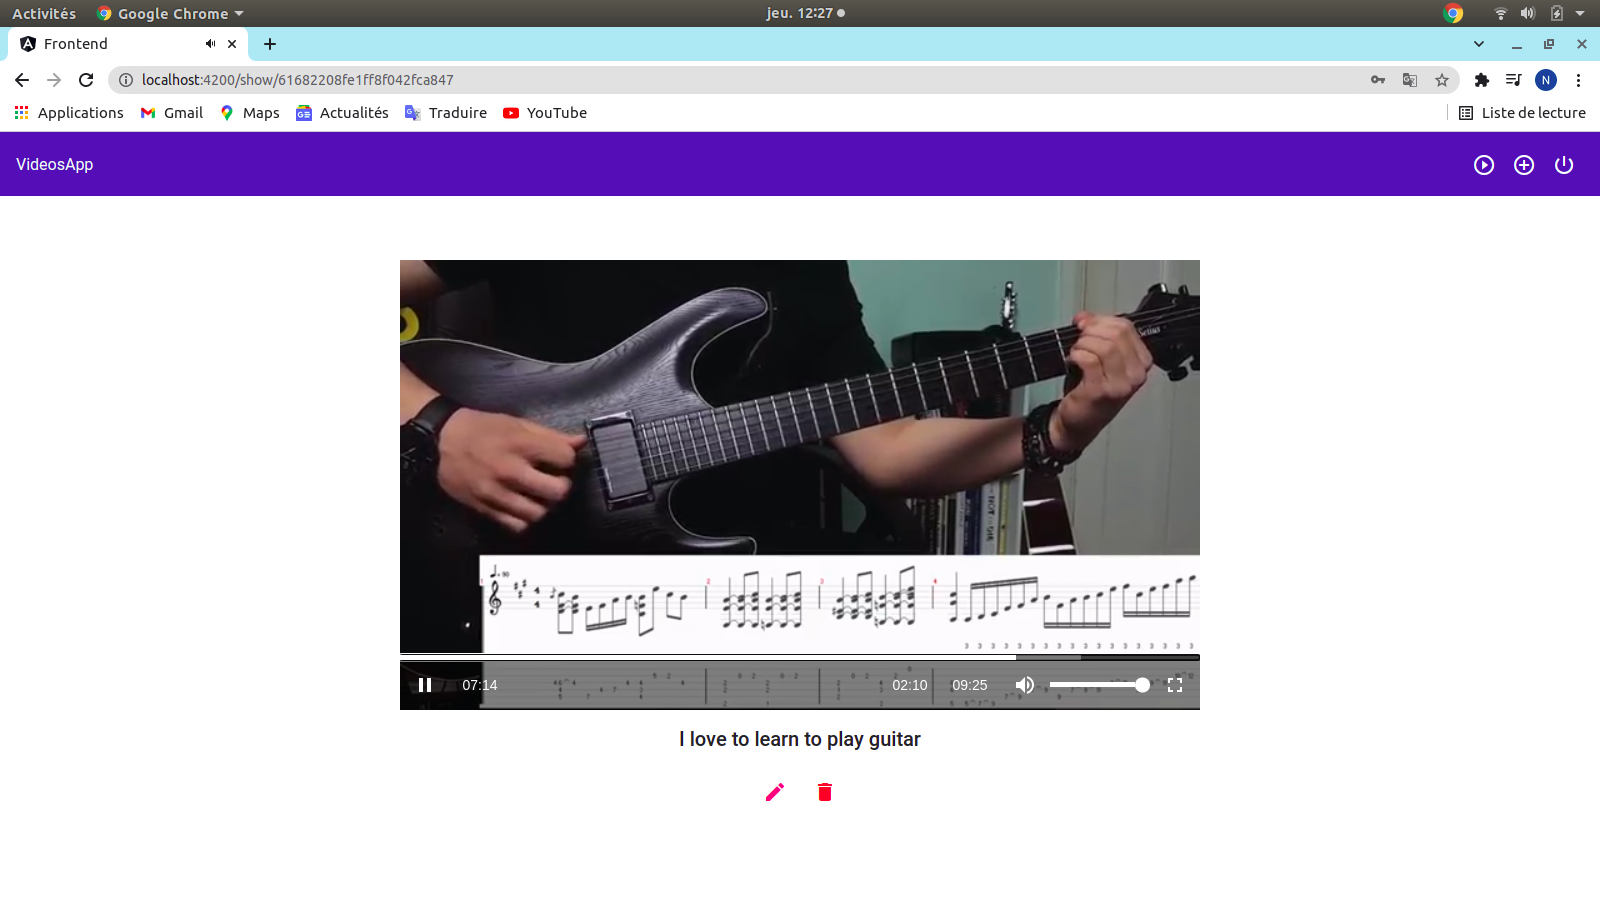 Activités Google Chrome jeu. 12:27
Frontend
localhost:4200/show/61682208fe1ff8f042fca847 N
Applications Gmail Maps Actualités Traduire YouTube Liste de lecture
VideosApp
07:14 02:10 09:25
I love to learn to play guitar